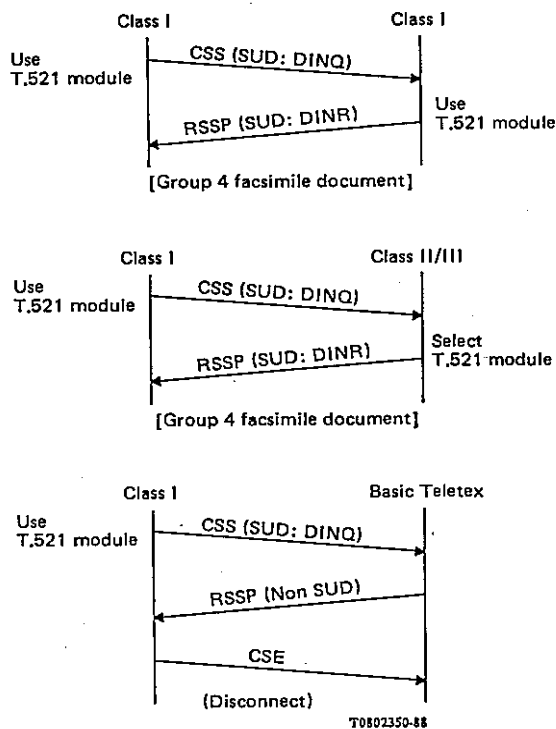 Class I Class I
Use
T.521 module
CSS (SUD: DINQ)
RSSP (SUD: DINR)
Use
T.521 module
[Group 4 facsimile document]
Class I Class II/III
Use
T.521 module
CSS (SUD: DINQ)
RSSP (SUD: DINR)
Select
T.521 module
[Group 4 facsimile document]
Class I Basic Teletex
Use
T.521 module
CSS (SUD: DINQ)
RSSP (Non SUD)
CSE
(Disconnect)
T0802350-88